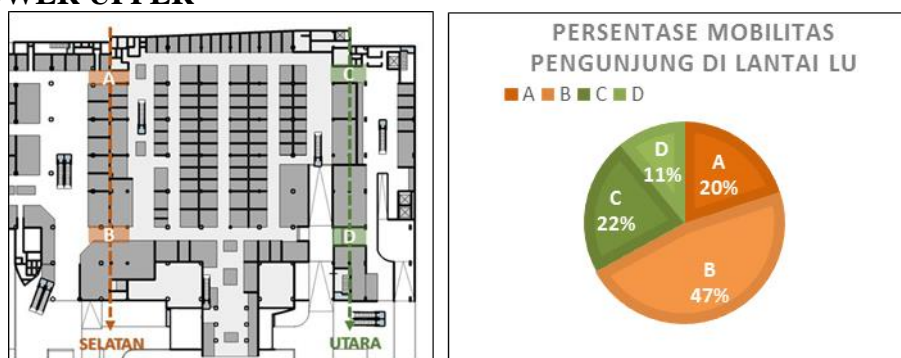 WER UPPER
A
C
B
D
SELATAN
UTARA
PERSENTASE MOBILITAS
PENGUNJUNG DI LANTAI LU
A B C D
D
11%
A
20%
C
22%
B
47%